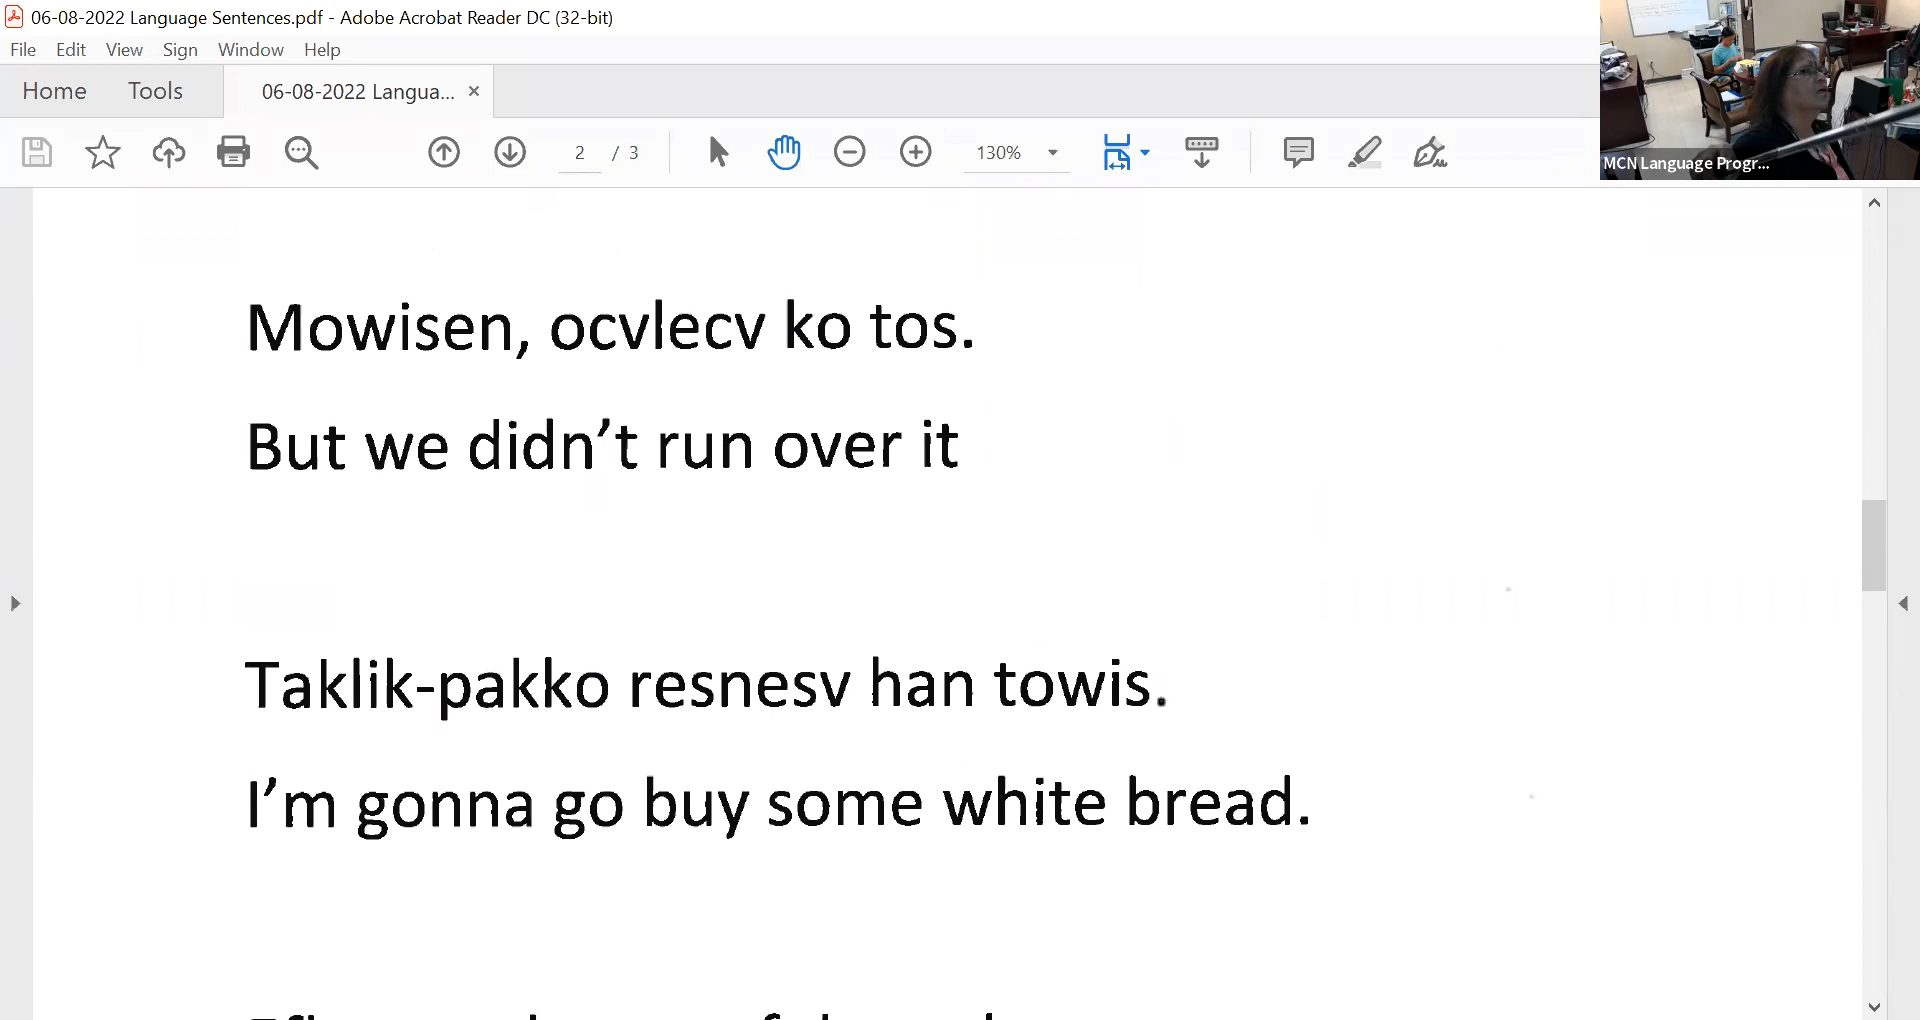 06-08-2022 Language Sentences.pdf - Adobe Acrobat Reader DC (32-bit)
File Edit View Sign Window Help
Home Tools 06-08-2022 Langua... ×
2 / 3 130%
MCN Language Progr...
Mowisen, ocvlecv ko tos.
But we didn’t run over it
Taklik-pakko resnesv han towis.
I’m gonna go buy some white bread.